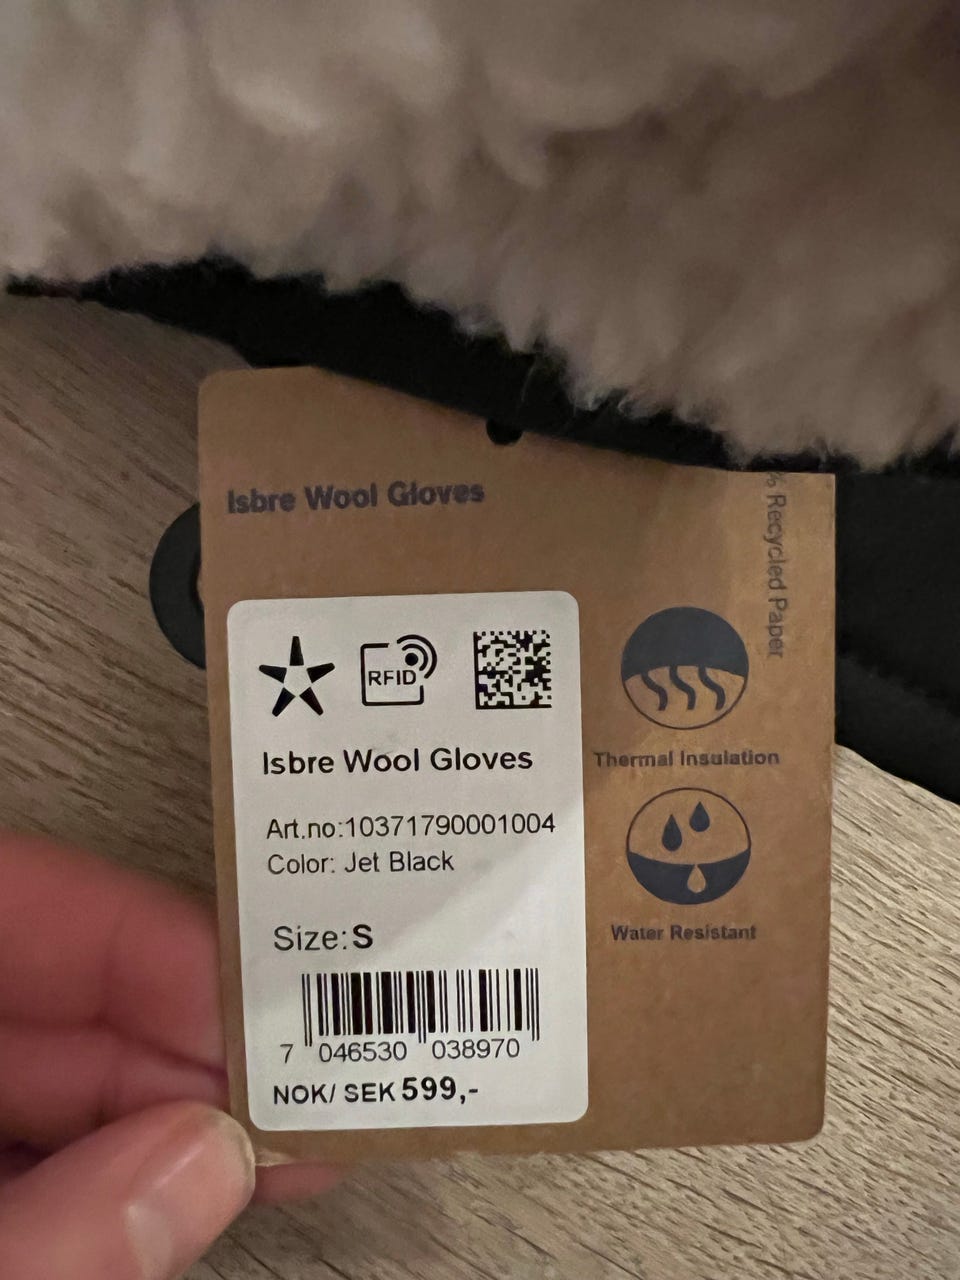 Isbre Wool Gloves
% Recycled Paper
RFID
Isbre Wool Gloves
Art.no:10371790001004
Color: Jet Black
Size:S
7 046530 038970
NOK/ SEK 599,-
Thermal Insulation
Water Resistant